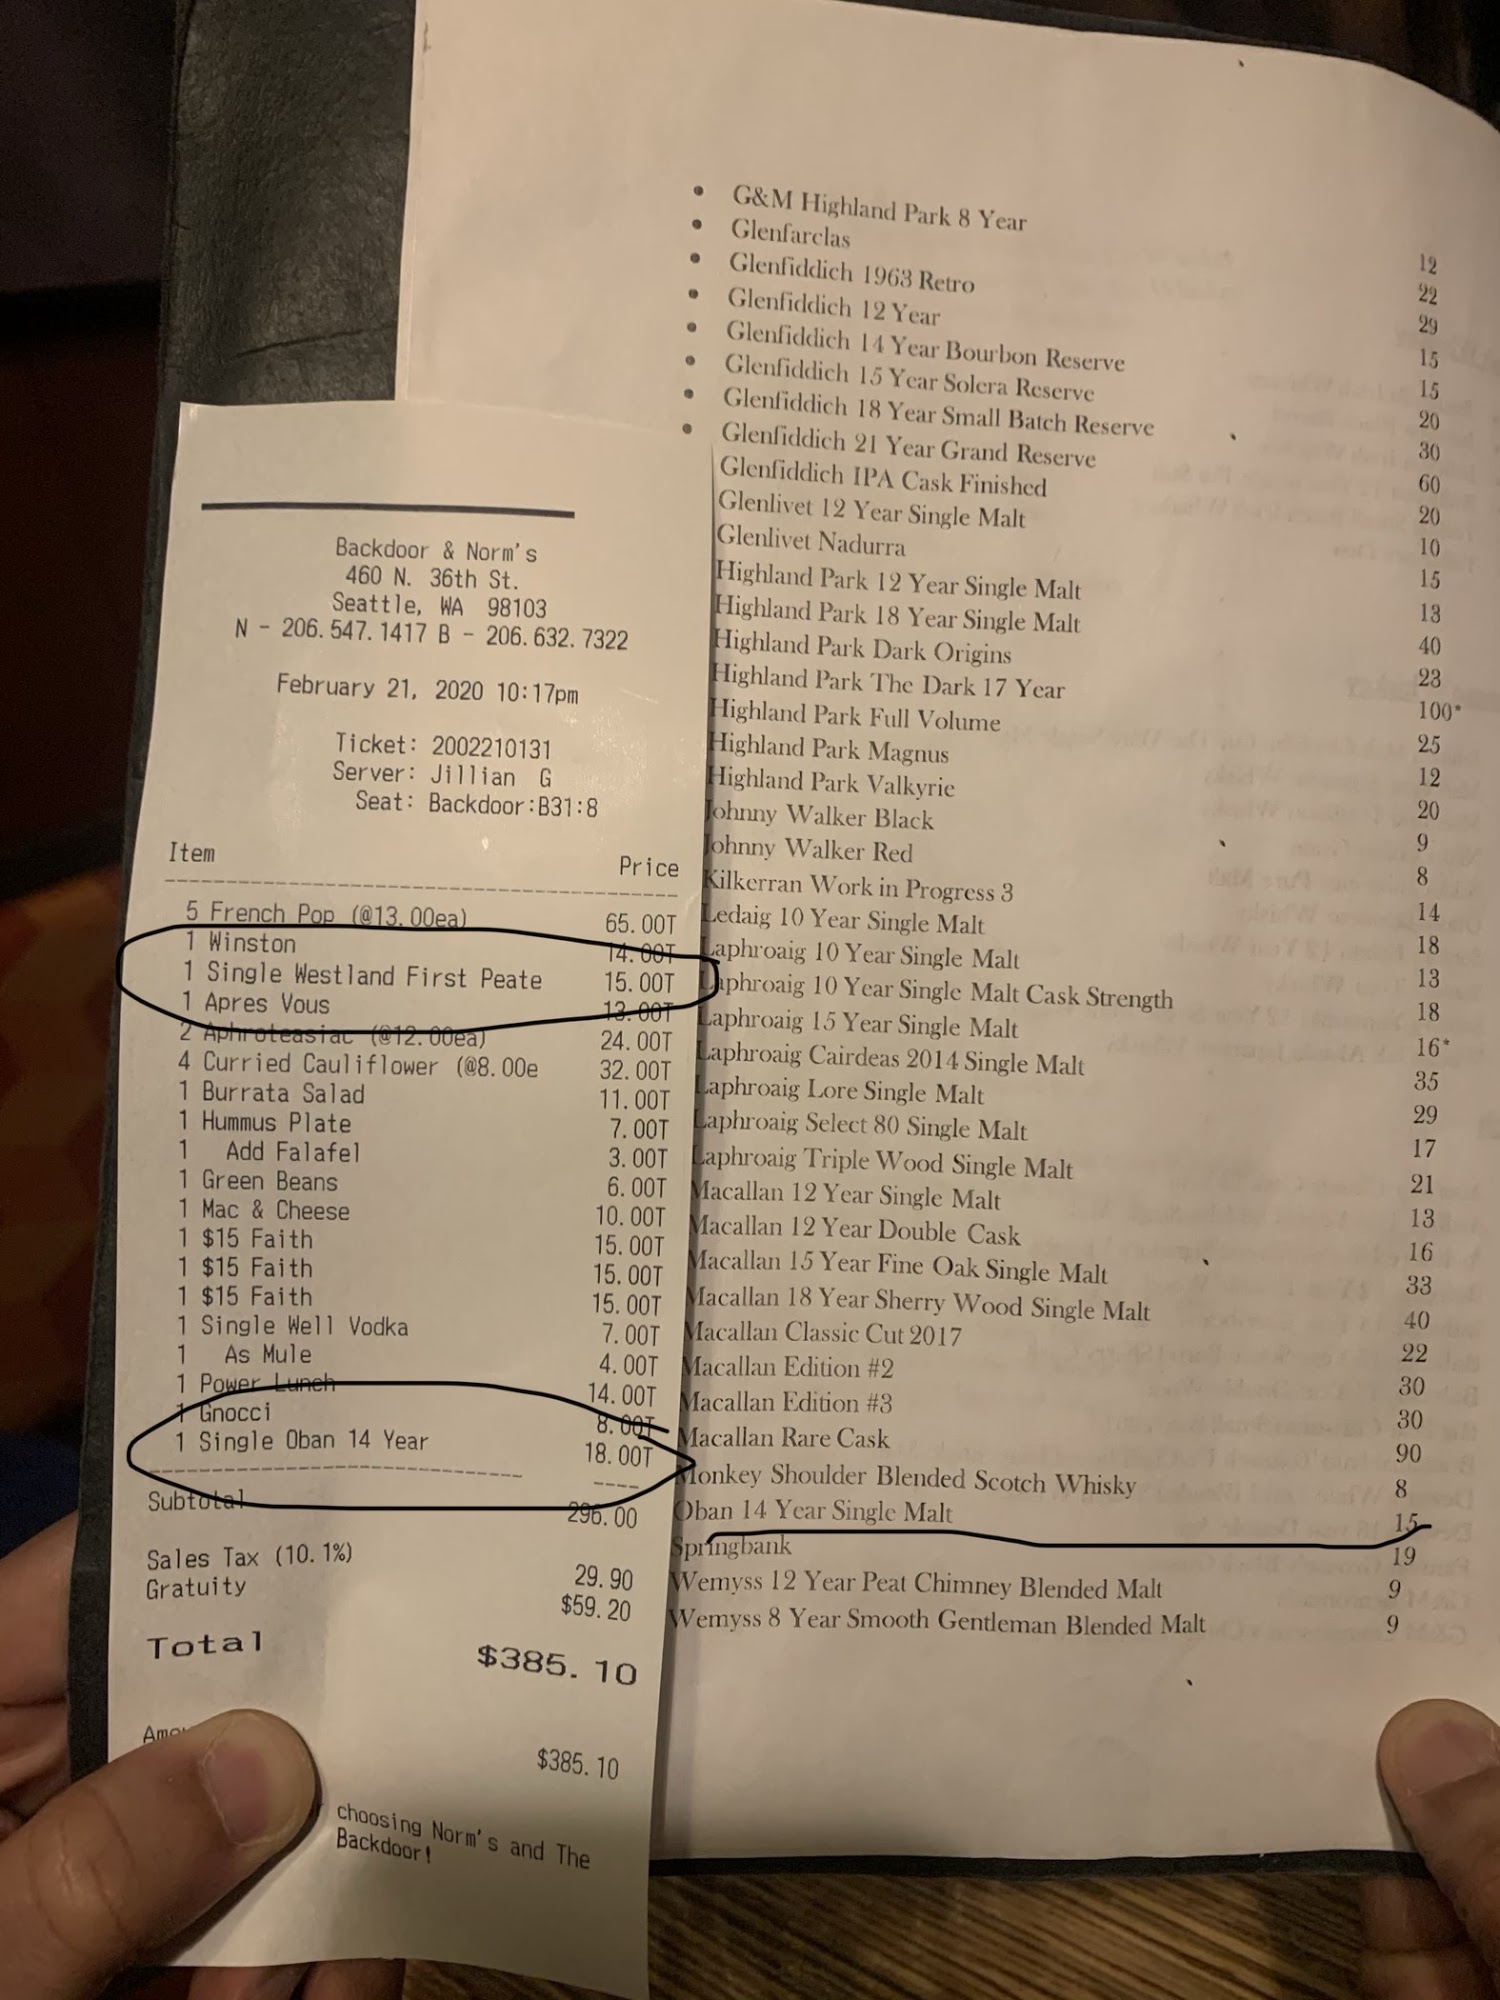 Backdoor & Norm's
460 N. 36th St.
Seattle, WA 98103
N - 206.547.1417 B - 206.632.7322
February 21, 2020 10:17pm
Ticket: 2002210131
Server: Jillian G
Seat: Backdoor:B31:8
Item Price
5 French Pop (@13.00ea) 65.00T
1 Winston 14.00T
1 Single Westland First Peate 15.00T
1 Apres Vous 13.00T
2 Aphroteasiac (@12.00ea) 24.00T
4 Curried Cauliflower (@8.00e 32.00T
1 Burrata Salad 11.00T
1 Hummus Plate 7.00T
1 Add Falafel 3.00T
1 Green Beans 6.00T
1 Mac & Cheese 10.00T
1 $15 Faith 15.00T
1 $15 Faith 15.00T
1 $15 Faith 15.00T
1 Single Well Vodka 7.00T
1 As Mule 4.00T
1 Power Lunch 14.00T
1 Gnocci 8.00T
1 Single Oban 14 Year 18.00T
Subtotal 296.00
Sales Tax (10.1%) 29.90
Gratuity $59.20
Total $385.10
$385.10
choosing Norm's and The
Backdoor!
• G&M Highland Park 8 Year 12
• Glenfarclas 22
• Glenfiddich 1963 Retro 29
• Glenfiddich 12 Year 15
• Glenfiddich 14 Year Bourbon Reserve 15
• Glenfiddich 15 Year Solera Reserve 20
• Glenfiddich 18 Year Small Batch Reserve 30
• Glenfiddich 21 Year Grand Reserve 60
Glenfiddich IPA Cask Finished 20
Glenlivet 12 Year Single Malt 10
Glenlivet Nadurra 15
Highland Park 12 Year Single Malt 13
Highland Park 18 Year Single Malt 40
Highland Park Dark Origins 23
Highland Park The Dark 17 Year 100*
Highland Park Full Volume 25
Highland Park Magnus 12
Highland Park Valkyrie 20
Johnny Walker Black 9
Johnny Walker Red 8
Kilkerran Work in Progress 3 14
Ledaig 10 Year Single Malt 18
Laphroaig 10 Year Single Malt 13
Laphroaig 10 Year Single Malt Cask Strength 18
Laphroaig 15 Year Single Malt 16*
Laphroaig Cairdeas 2014 Single Malt 35
Laphroaig Lore Single Malt 29
Laphroaig Select 80 Single Malt 17
Laphroaig Triple Wood Single Malt 21
Macallan 12 Year Single Malt 13
Macallan 12 Year Double Cask 16
Macallan 15 Year Fine Oak Single Malt 33
Macallan 18 Year Sherry Wood Single Malt 40
Macallan Classic Cut 2017 22
Macallan Edition #2 30
Macallan Edition #3 30
Macallan Rare Cask 90
Monkey Shoulder Blended Scotch Whisky 8
Oban 14 Year Single Malt 15
Springbank 19
Wemyss 12 Year Peat Chimney Blended Malt 9
Wemyss 8 Year Smooth Gentleman Blended Malt 9